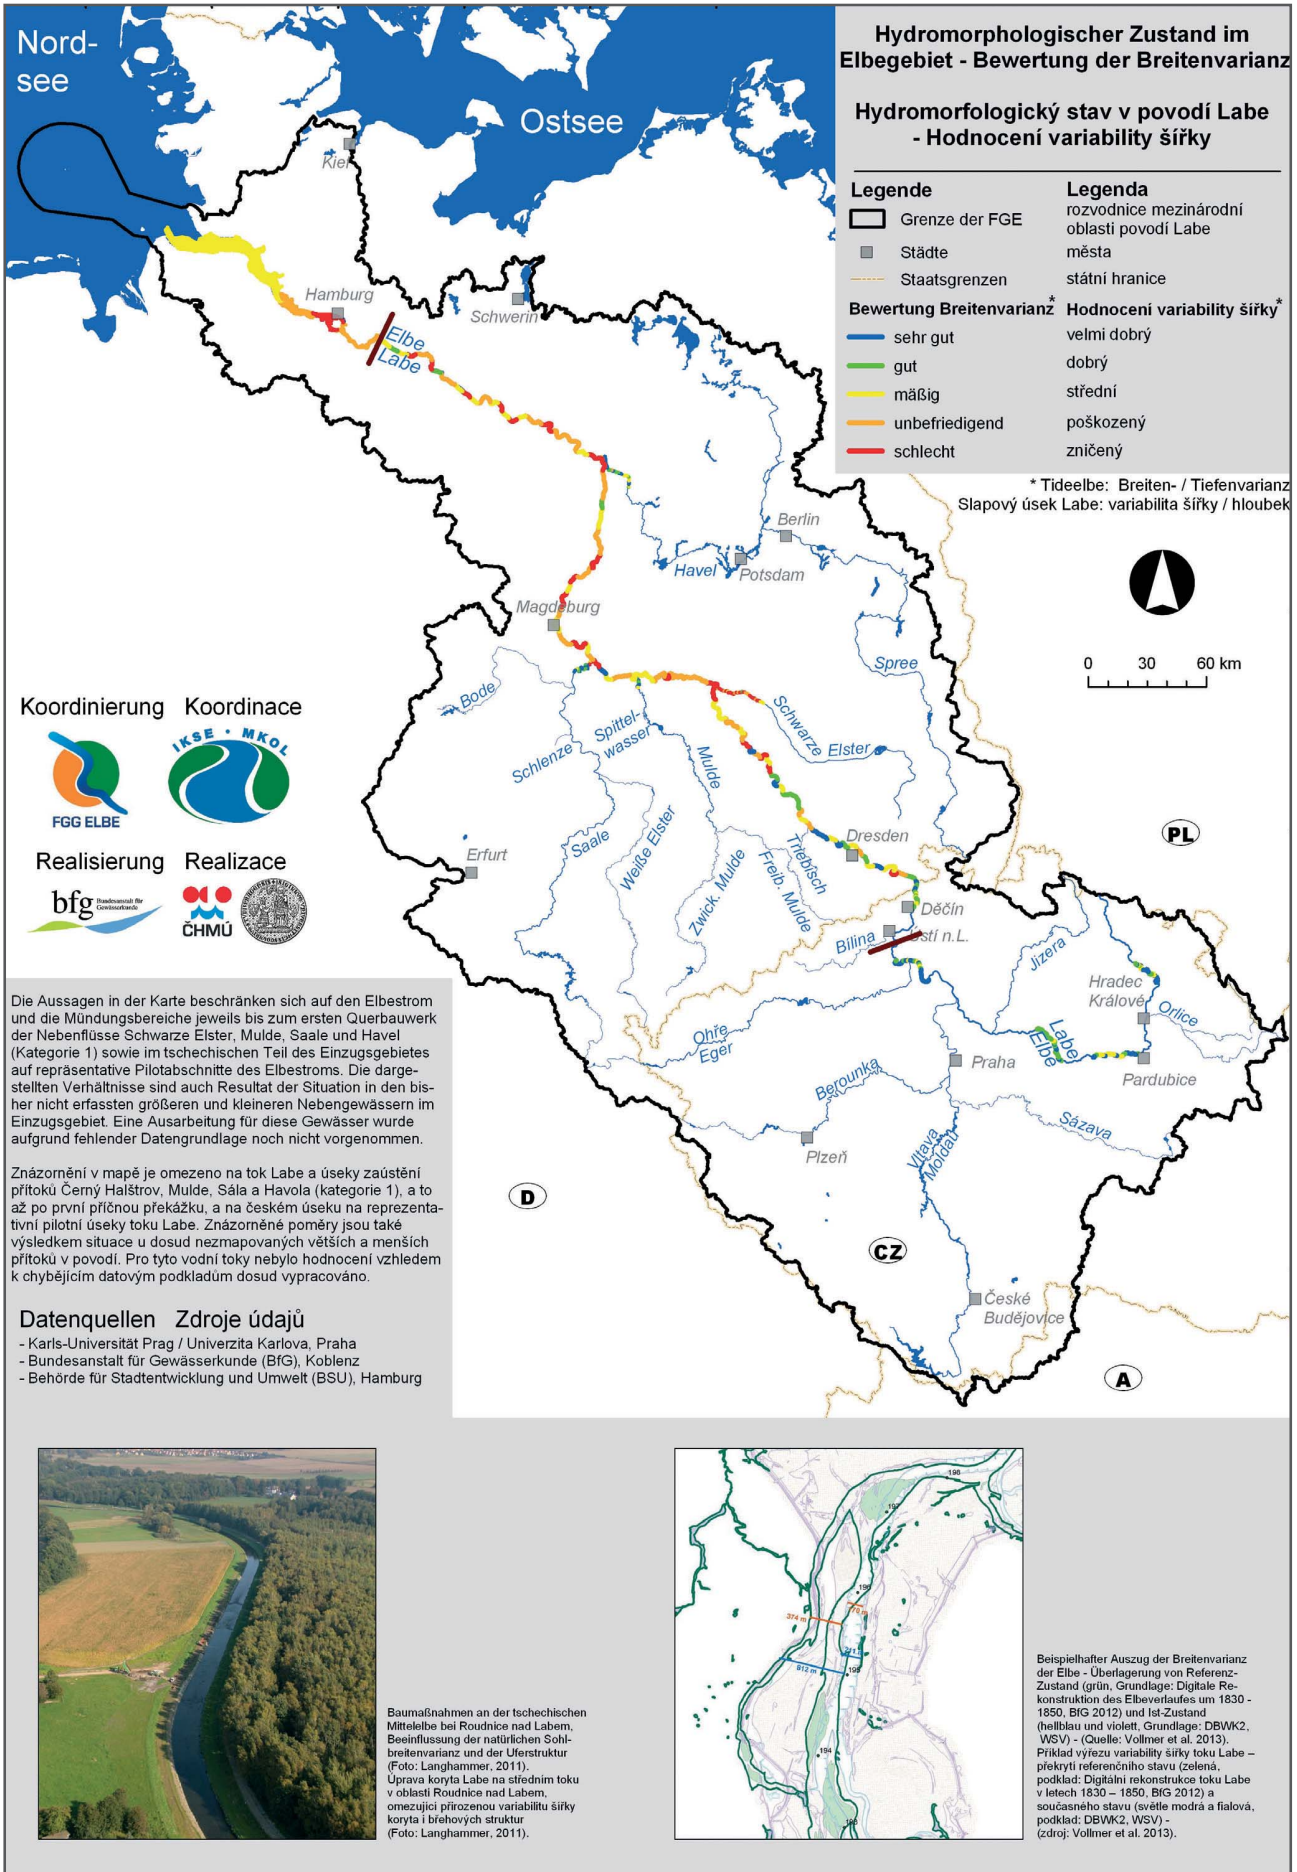 Nord-
see
Ostsee
Hydromorphologischer Zustand im
Elbegebiet - Bewertung der Breitenvarianz
Hydromorfologický stav v povodí Labe
- Hodnocení variability šířky
Legende
Legenda
Grenze der FGE
rozvodnice mezinárodní
oblasti povodí Labe
Städte
města
Staatsgrenzen
státní hranice
Bewertung Breitenvarianz*
Hodnocení variability šířky*
sehr gut
velmi dobrý
gut
dobrý
mäßig
střední
unbefriedigend
poškozený
schlecht
zničený
* Tideelbe: Breiten- / Tiefenvarianz
Slapový úsek Labe: variabilita šířky / hloubek
0 30 60 km
Kiel
Hamburg
Schwerin
Elbe
Labe
Berlin
Havel
Potsdam
Magdeburg
Spree
Bode
Schlenze
Spittel-
wasser
Mulde
Schwarze Elster
Saale
Weiße Elster
Zwick. Mulde
Freib. Mulde
Triebisch
Dresden
Erfurt
PL
Děčín
Ústí n.L.
Bílina
Jizera
Hradec
Králové
Orlice
Labe
Elbe
Pardubice
Ohře
Eger
Praha
Berounka
Sázava
Plzeň
Vltava
Moldau
D
CZ
České
Budějovice
A
Koordinierung Koordinace
FGG ELBE
IKSE • MKOL
Realisierung Realizace
bfg Bundesanstalt für
Gewässerkunde
ČHMÚ
Die Aussagen in der Karte beschränken sich auf den Elbestrom
und die Mündungsbereiche jeweils bis zum ersten Querbauwerk
der Nebenflüsse Schwarze Elster, Mulde, Saale und Havel
(Kategorie 1) sowie im tschechischen Teil des Einzugsgebietes
auf repräsentative Pilotabschnitte des Elbestroms. Die darge-
stellten Verhältnisse sind auch Resultat der Situation in den bis-
her nicht erfassten größeren und kleineren Nebengewässern im
Einzugsgebiet. Eine Ausarbeitung für diese Gewässer wurde
aufgrund fehlender Datengrundlage noch nicht vorgenommen.
Znázornění v mapě je omezeno na tok Labe a úseky zaústění
přítoků Černý Halštrov, Mulde, Sála a Havola (kategorie 1), a to
až po první příčnou překážku, a na českém úseku na reprezenta-
tivní pilotní úseky toku Labe. Znázorněné poměry jsou také
výsledkem situace u dosud nezmapovaných větších a menších
přítoků v povodí. Pro tyto vodní toky nebylo hodnocení vzhledem
k chybějícím datovým podkladům dosud vypracováno.
Datenquellen Zdroje údajů
- Karls-Universität Prag / Univerzita Karlova, Praha
- Bundesanstalt für Gewässerkunde (BfG), Koblenz
- Behörde für Stadtentwicklung und Umwelt (BSU), Hamburg
Baumaßnahmen an der tschechischen
Mittelelbe bei Roudnice nad Labem,
Beeinflussung der natürlichen Sohl-
breitenvarianz und der Uferstruktur
(Foto: Langhammer, 2011).
Úprava koryta Labe na středním toku
v oblasti Roudnice nad Labem,
omezující přirozenou variabilitu šířky
koryta i břehových struktur
(Foto: Langhammer, 2011).
198
197
196
374 m
812 m
195
194
Beispielhafter Auszug der Breitenvarianz
der Elbe - Überlagerung von Referenz-
Zustand (grün, Grundlage: Digitale Re-
konstruktion des Elbeverlaufes um 1830 -
1850, BfG 2012) und Ist-Zustand
(hellblau und violett, Grundlage: DBWK2,
WSV) - (Quelle: Vollmer et al. 2013).
Příklad výřezu variability šířky toku Labe –
překrytí referenčního stavu (zelená,
podklad: Digitální rekonstrukce toku Labe
v letech 1830 – 1850, BfG 2012) a
současného stavu (světle modrá a fialová,
podklad: DBWK2, WSV) -
(zdroj: Vollmer et al. 2013).